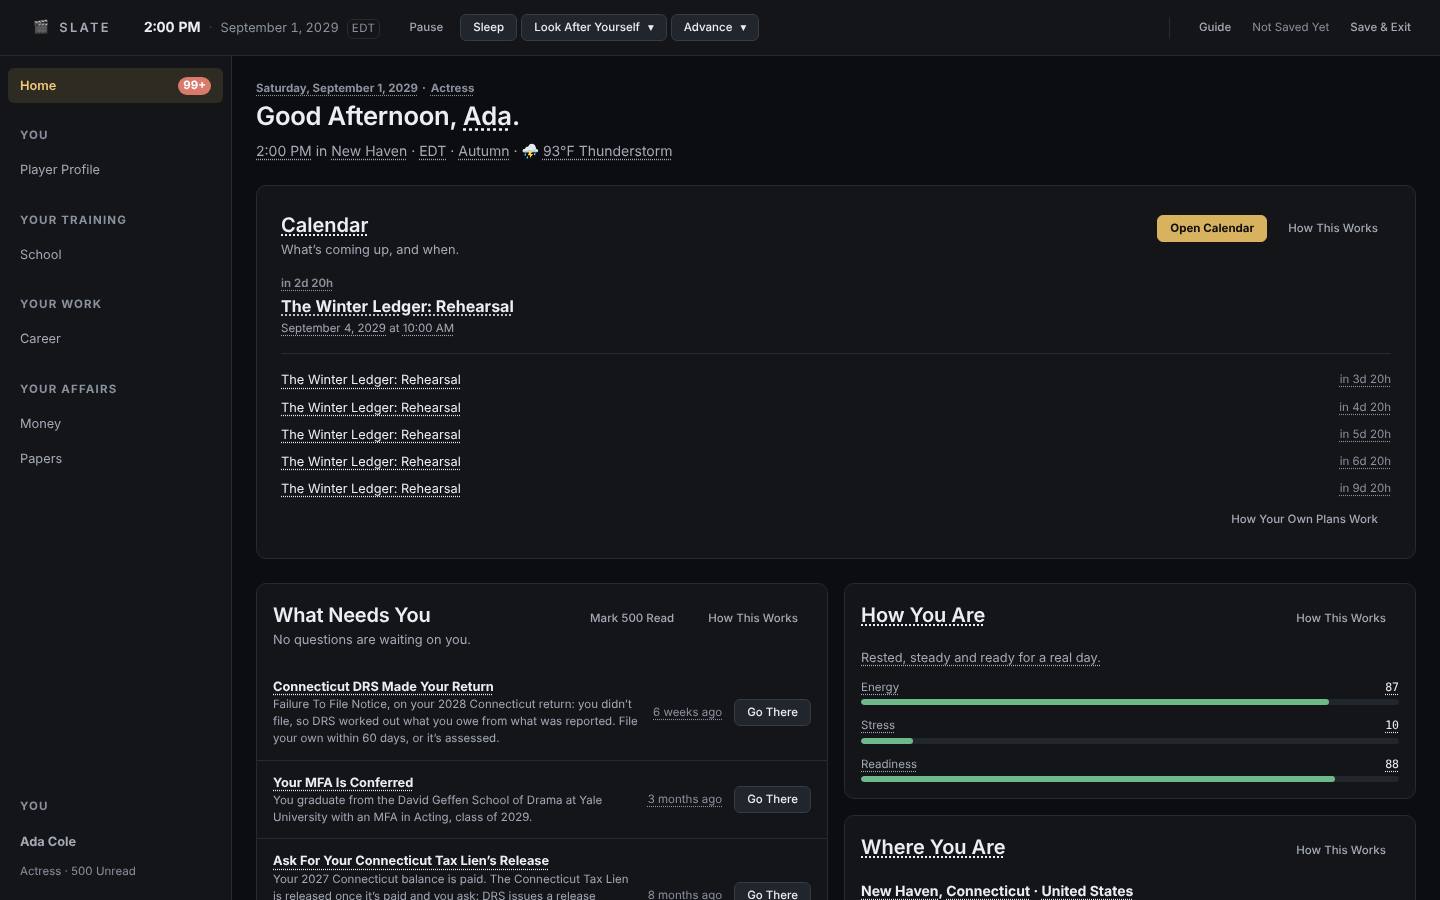 SLATE
2:00 PM · September 1, 2029 EDT
Pause
Sleep
Look After Yourself ▾
Advance ▾
Guide
Not Saved Yet
Save & Exit
Home
99+
YOU
Player Profile
YOUR TRAINING
School
YOUR WORK
Career
YOUR AFFAIRS
Money
Papers
YOU
Ada Cole
Actress · 500 Unread
Saturday, September 1, 2029 · Actress
Good Afternoon, Ada.
2:00 PM in New Haven · EDT · Autumn · 93°F Thunderstorm
Calendar
What's coming up, and when.
Open Calendar
How This Works
in 2d 20h
The Winter Ledger: Rehearsal
September 4, 2029 at 10:00 AM
The Winter Ledger: Rehearsal in 3d 20h
The Winter Ledger: Rehearsal in 4d 20h
The Winter Ledger: Rehearsal in 5d 20h
The Winter Ledger: Rehearsal in 6d 20h
The Winter Ledger: Rehearsal in 9d 20h
How Your Own Plans Work
What Needs You
No questions are waiting on you.
Mark 500 Read
How This Works
Connecticut DRS Made Your Return
Failure To File Notice, on your 2028 Connecticut return: you didn't
file, so DRS worked out what you owe from what was reported. File
your own within 60 days, or it's assessed.
6 weeks ago
Go There
Your MFA Is Conferred
You graduate from the David Geffen School of Drama at Yale
University with an MFA in Acting, class of 2029.
3 months ago
Go There
Ask For Your Connecticut Tax Lien's Release
Your 2027 Connecticut balance is paid. The Connecticut Tax Lien
is released once it's paid and you ask: DRS issues a release
8 months ago
Go There
How You Are
How This Works
Rested, steady and ready for a real day.
Energy 87
Stress 10
Readiness 88
Where You Are
How This Works
New Haven, Connecticut · United States